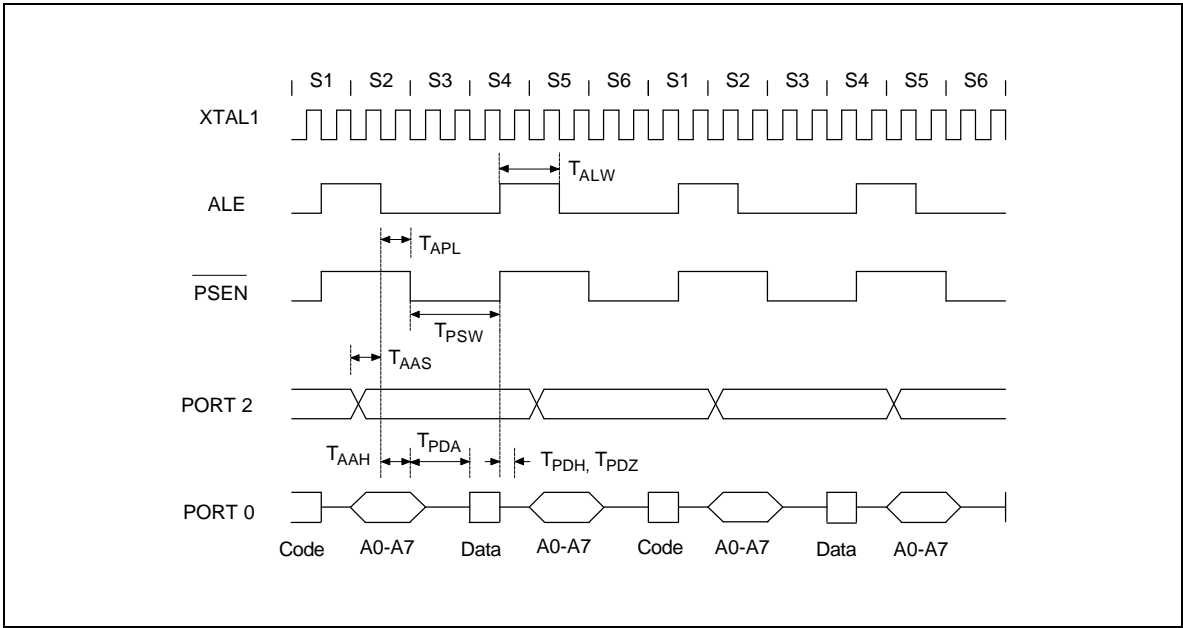 S1 S2 S3 S4 S5 S6 S1 S2 S3 S4 S5 S6
XTAL1
TALW
ALE
TAPL
PSEN
TPSW
TAAS
PORT 2
TAAH TPDA TPDH, TPDZ
PORT 0
Code A0-A7 Data A0-A7 Code A0-A7 Data A0-A7